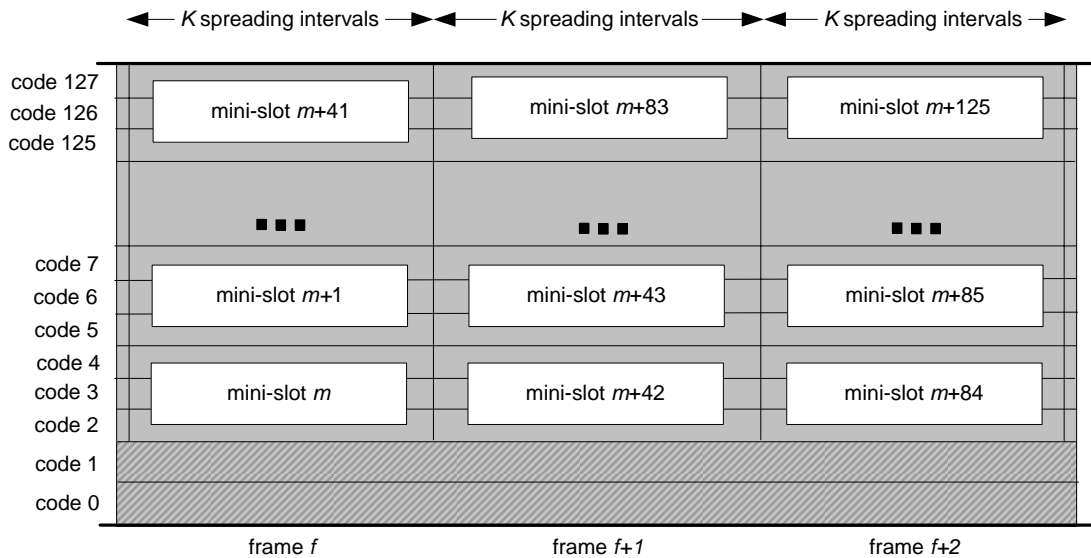 K spreading intervals K spreading intervals K spreading intervals
code 127
mini-slot m+41 mini-slot m+83 mini-slot m+125
code 126
code 125
code 7
code 6 mini-slot m+1 mini-slot m+43 mini-slot m+85
code 5
code 4
code 3 mini-slot m mini-slot m+42 mini-slot m+84
code 2
code 1
code 0
frame f frame f+1 frame f+2